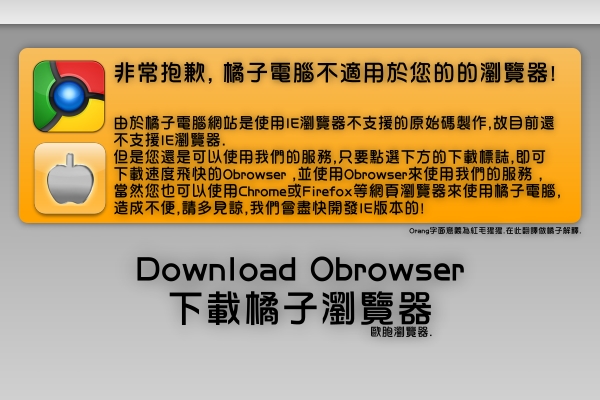 非常抱歉, 橘子電腦不適用於您的的瀏覽器!
由於橘子電腦網站是使用IE瀏覽器不支援的原始碼製作,故目前還
不支援IE瀏覽器.
但是您還是可以使用我們的服務,只要點選下方的下載標誌,即可
下載速度飛快的Obrowser ,並使用Obrowser來使用我們的服務 ,
當然您也可以使用Chrome或Firefox等網頁瀏覽器來使用橘子電腦,
造成不便,請多見諒,我們會盡快開發IE版本的!
Orang字面意義為紅毛猩猩.在此翻譯做橘子解釋.
Download Obrowser
下載橘子瀏覽器
歐胞瀏覽器.